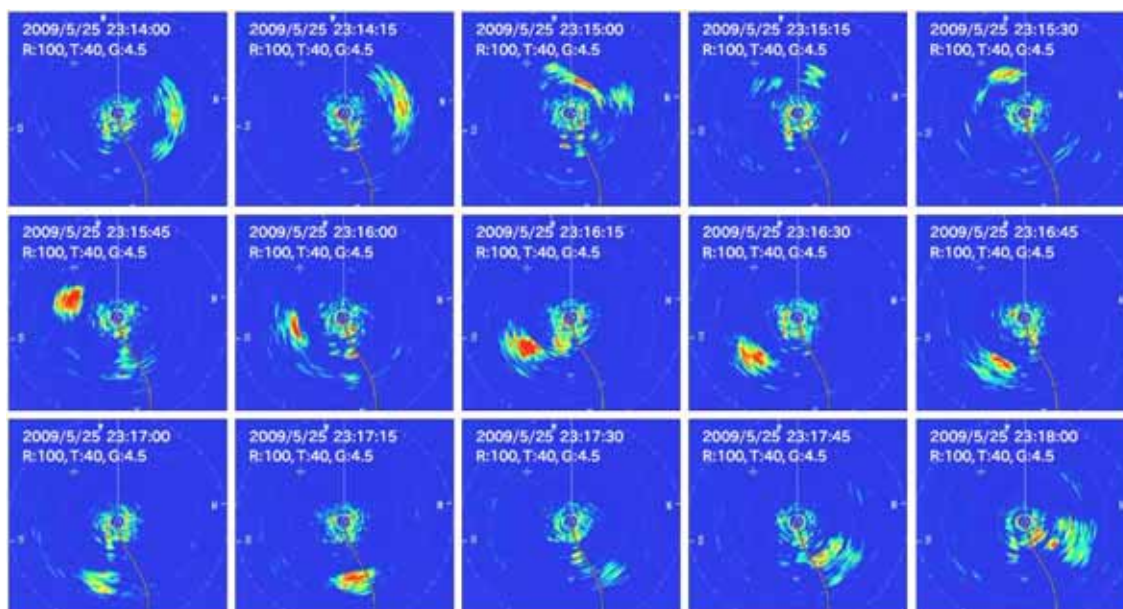 2009/5/25 23:14:00
R:100, T:40, G:4.5
2009/5/25 23:14:15
R:100, T:40, G:4.5
2009/5/25 23:15:00
R:100, T:40, G:4.5
2009/5/25 23:15:15
R:100, T:40, G:4.5
2009/5/25 23:15:30
R:100, T:40, G:4.5
2009/5/25 23:15:45
R:100, T:40, G:4.5
2009/5/25 23:16:00
R:100, T:40, G:4.5
2009/5/25 23:16:15
R:100, T:40, G:4.5
2009/5/25 23:16:30
R:100, T:40, G:4.5
2009/5/25 23:16:45
R:100, T:40, G:4.5
2009/5/25 23:17:00
R:100, T:40, G:4.5
2009/5/25 23:17:15
R:100, T:40, G:4.5
2009/5/25 23:17:30
R:100, T:40, G:4.5
2009/5/25 23:17:45
R:100, T:40, G:4.5
2009/5/25 23:18:00
R:100, T:40, G:4.5